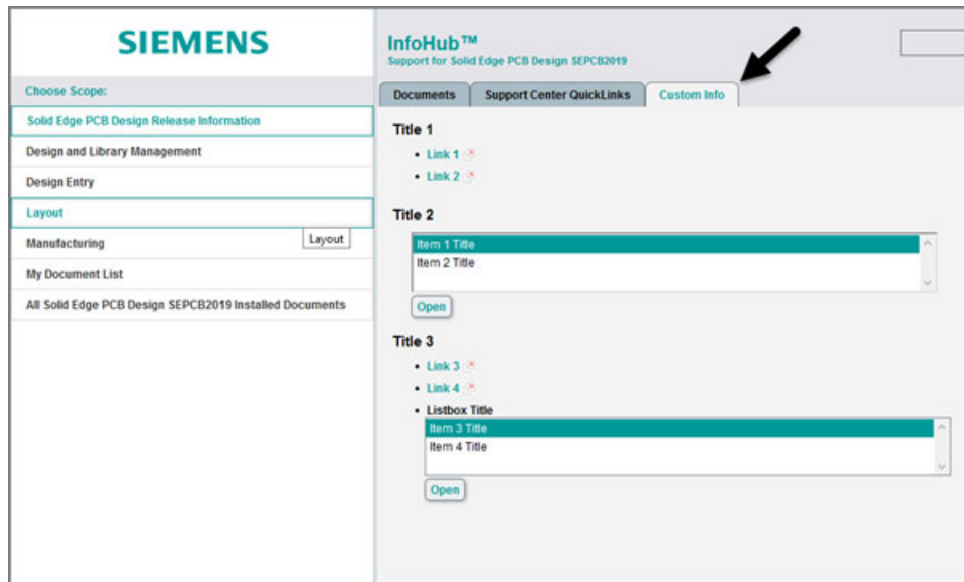 SIEMENS
InfoHub™
Support for Solid Edge PCB Design SEPCB2019
Choose Scope:
Solid Edge PCB Design Release Information
Design and Library Management
Design Entry
Layout
Manufacturing
Layout
My Document List
All Solid Edge PCB Design SEPCB2019 Installed Documents
Documents
Support Center QuickLinks
Custom Info
Title 1
• Link 1
• Link 2
Title 2
Item 1 Title
Item 2 Title
Open
Title 3
• Link 3
• Link 4
• Listbox Title
Item 3 Title
Item 4 Title
Open